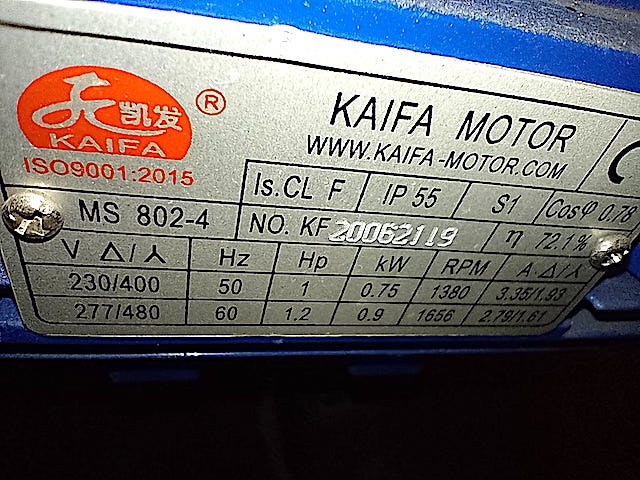 凯发 ®
KAIFA
ISO9001:2015
KAIFA MOTOR
WWW.KAIFA-MOTOR.COM
Is.CL F IP 55 S1 Cosφ 0.78
MS 802-4 NO. KF 20062119 η 72.1%
V Δ/人 Hz Hp kW RPM A Δ/人
230/400 50 1 0.75 1380 3.35/1.93
277/480 60 1.2 0.9 1656 2.79/1.61